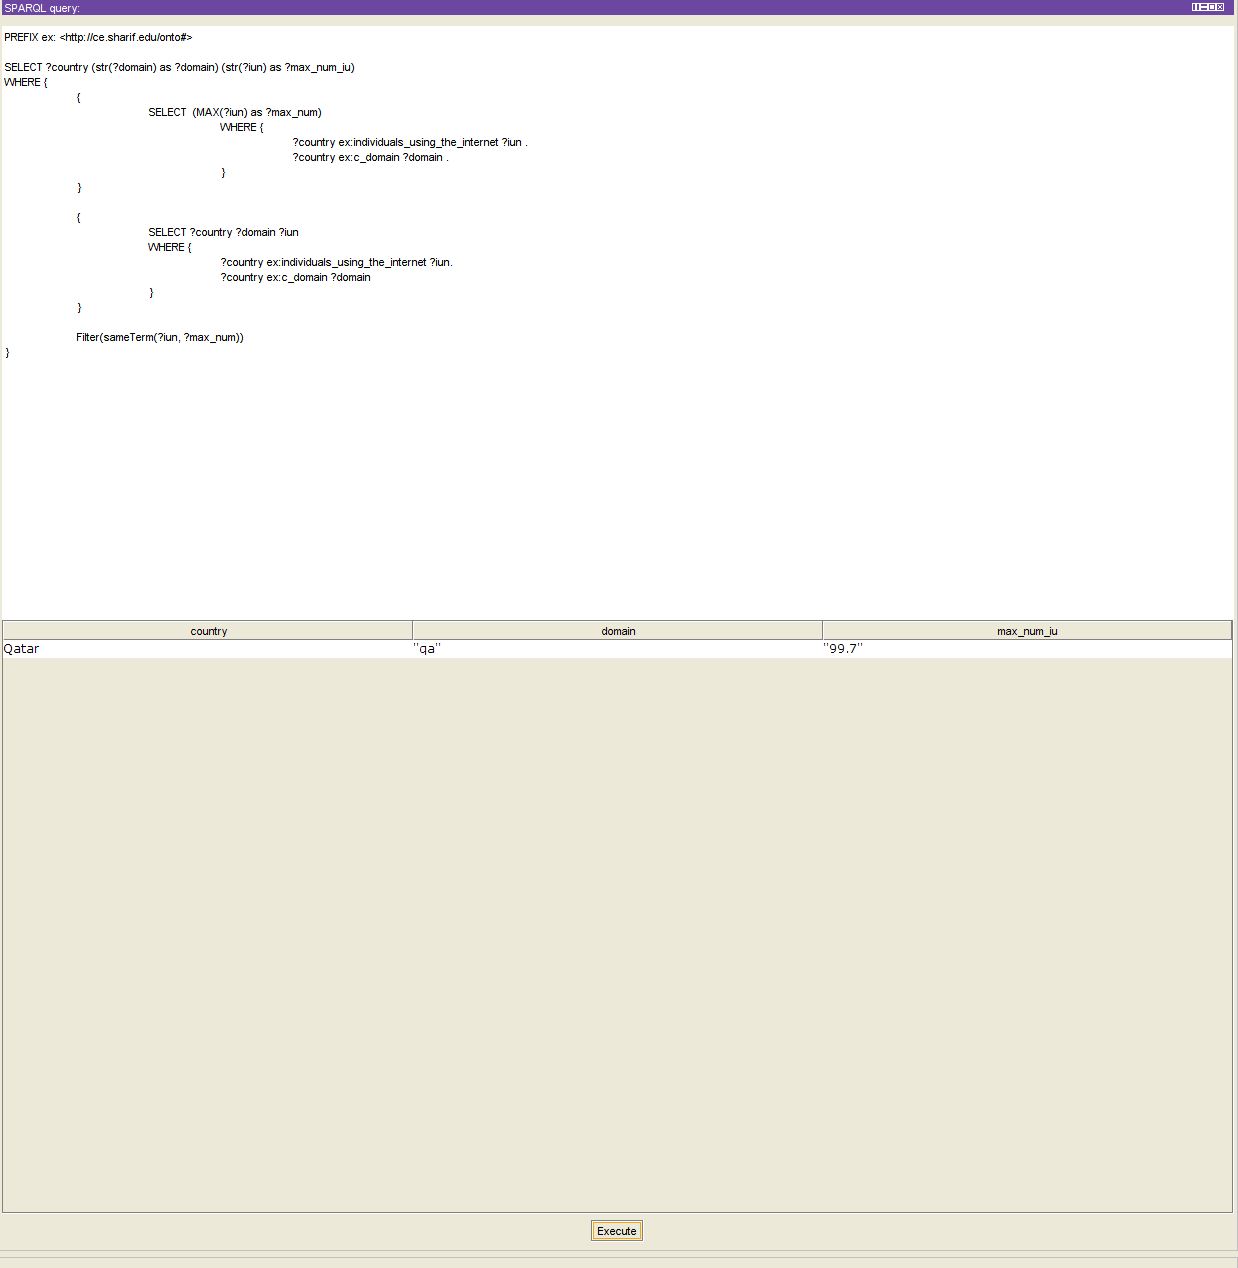 SPARQL query:
PREFIX ex: <http://ce.sharif.edu/onto#>
SELECT ?country (str(?domain) as ?domain) (str(?iun) as ?max_num_iu)
WHERE {
{
SELECT  (MAX(?iun) as ?max_num)
WHERE {
?country ex:individuals_using_the_internet ?iun .
?country ex:c_domain ?domain .
}
}
{
SELECT ?country ?domain ?iun
WHERE {
?country ex:individuals_using_the_internet ?iun.
?country ex:c_domain ?domain
}
}
Filter(sameTerm(?iun, ?max_num))
}
country domain max_num_iu
Qatar "qa" "99.7"
Execute